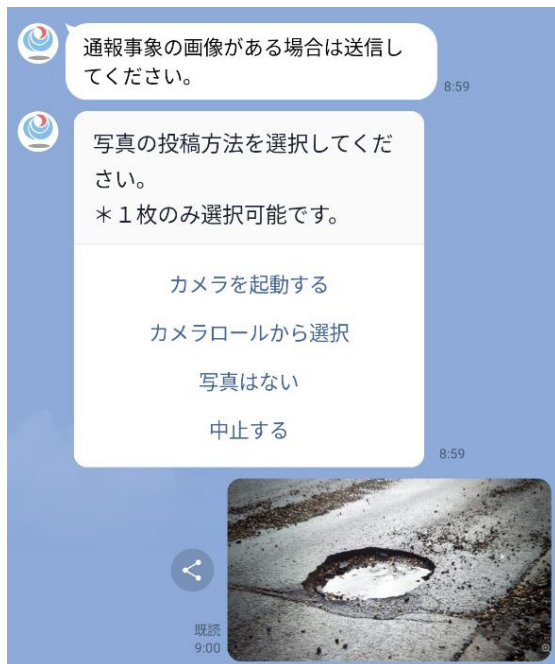 通報事象の画像がある場合は送信し
てください。
8:59
写真の投稿方法を選択してくだ
さい。
＊１枚のみ選択可能です。
カメラを起動する
カメラロールから選択
写真はない
中止する
8:59
既読
9:00